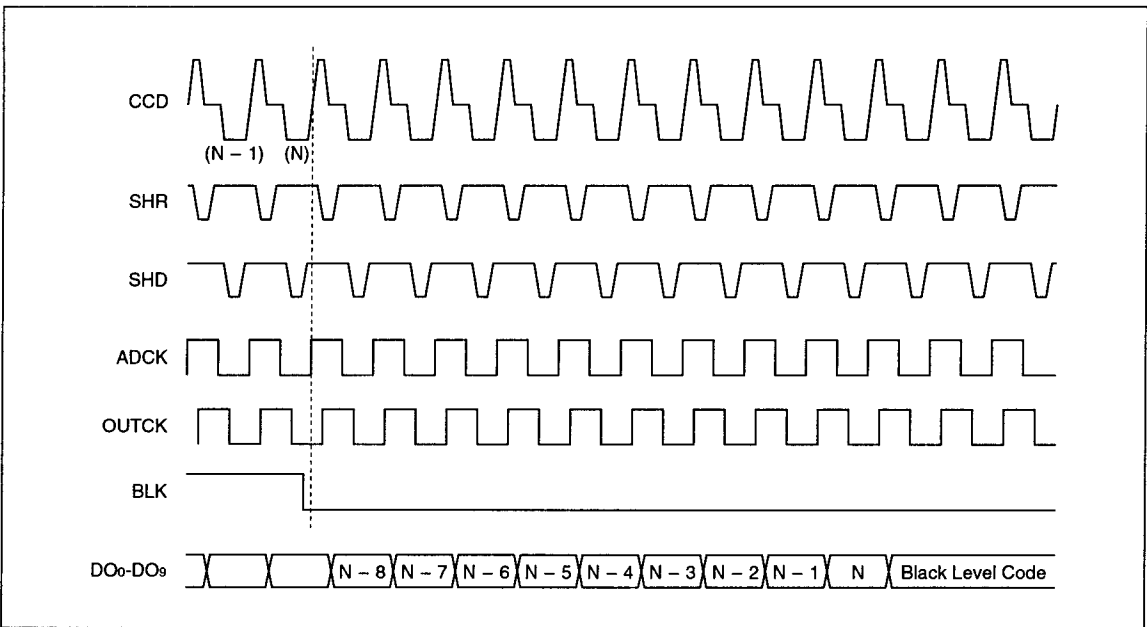 CCD
(N – 1) (N)
SHR
SHD
ADCK
OUTCK
BLK
DO0-DO9 N – 8 N – 7 N – 6 N – 5 N – 4 N – 3 N – 2 N – 1 N Black Level Code